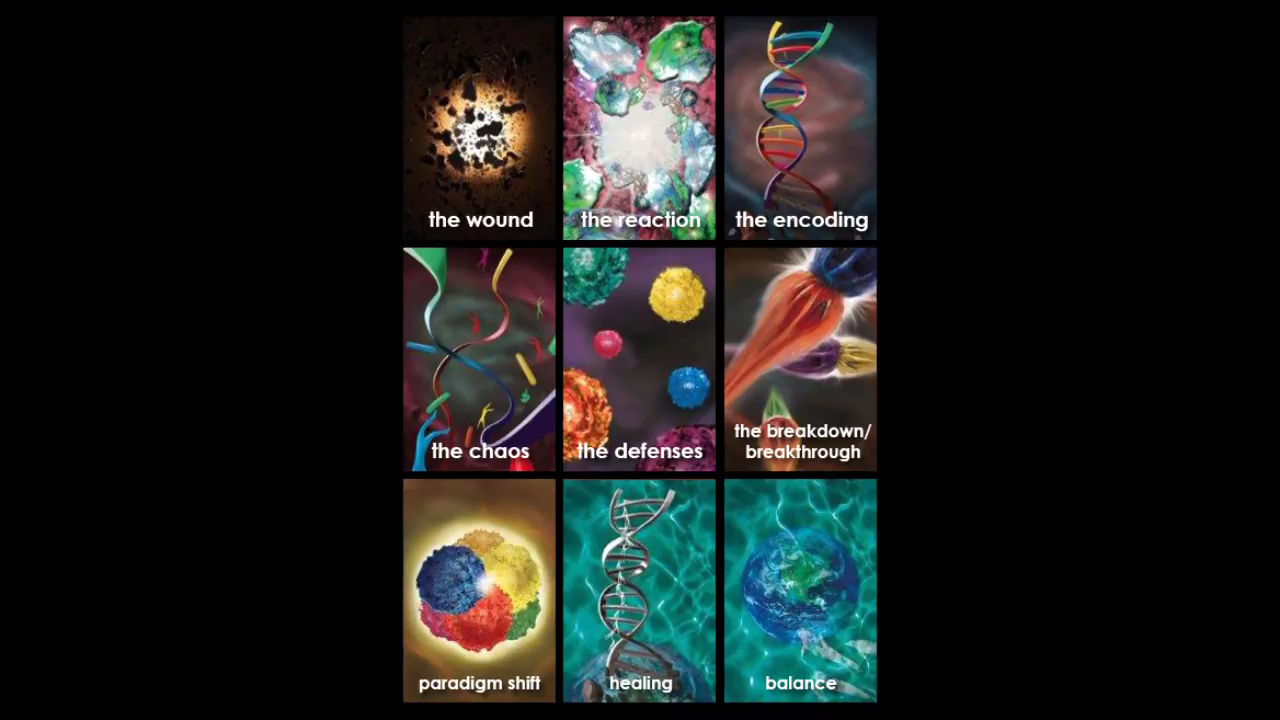 the wound
the reaction
the encoding
the chaos
the defenses
the breakdown/
breakthrough
paradigm shift
healing
balance